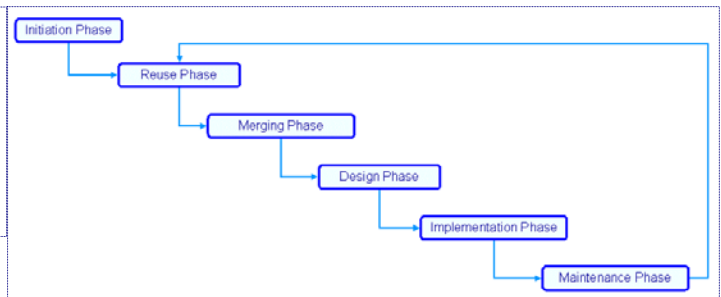 Initiation Phase
Reuse Phase
Merging Phase
Design Phase
Implementation Phase
Maintenance Phase